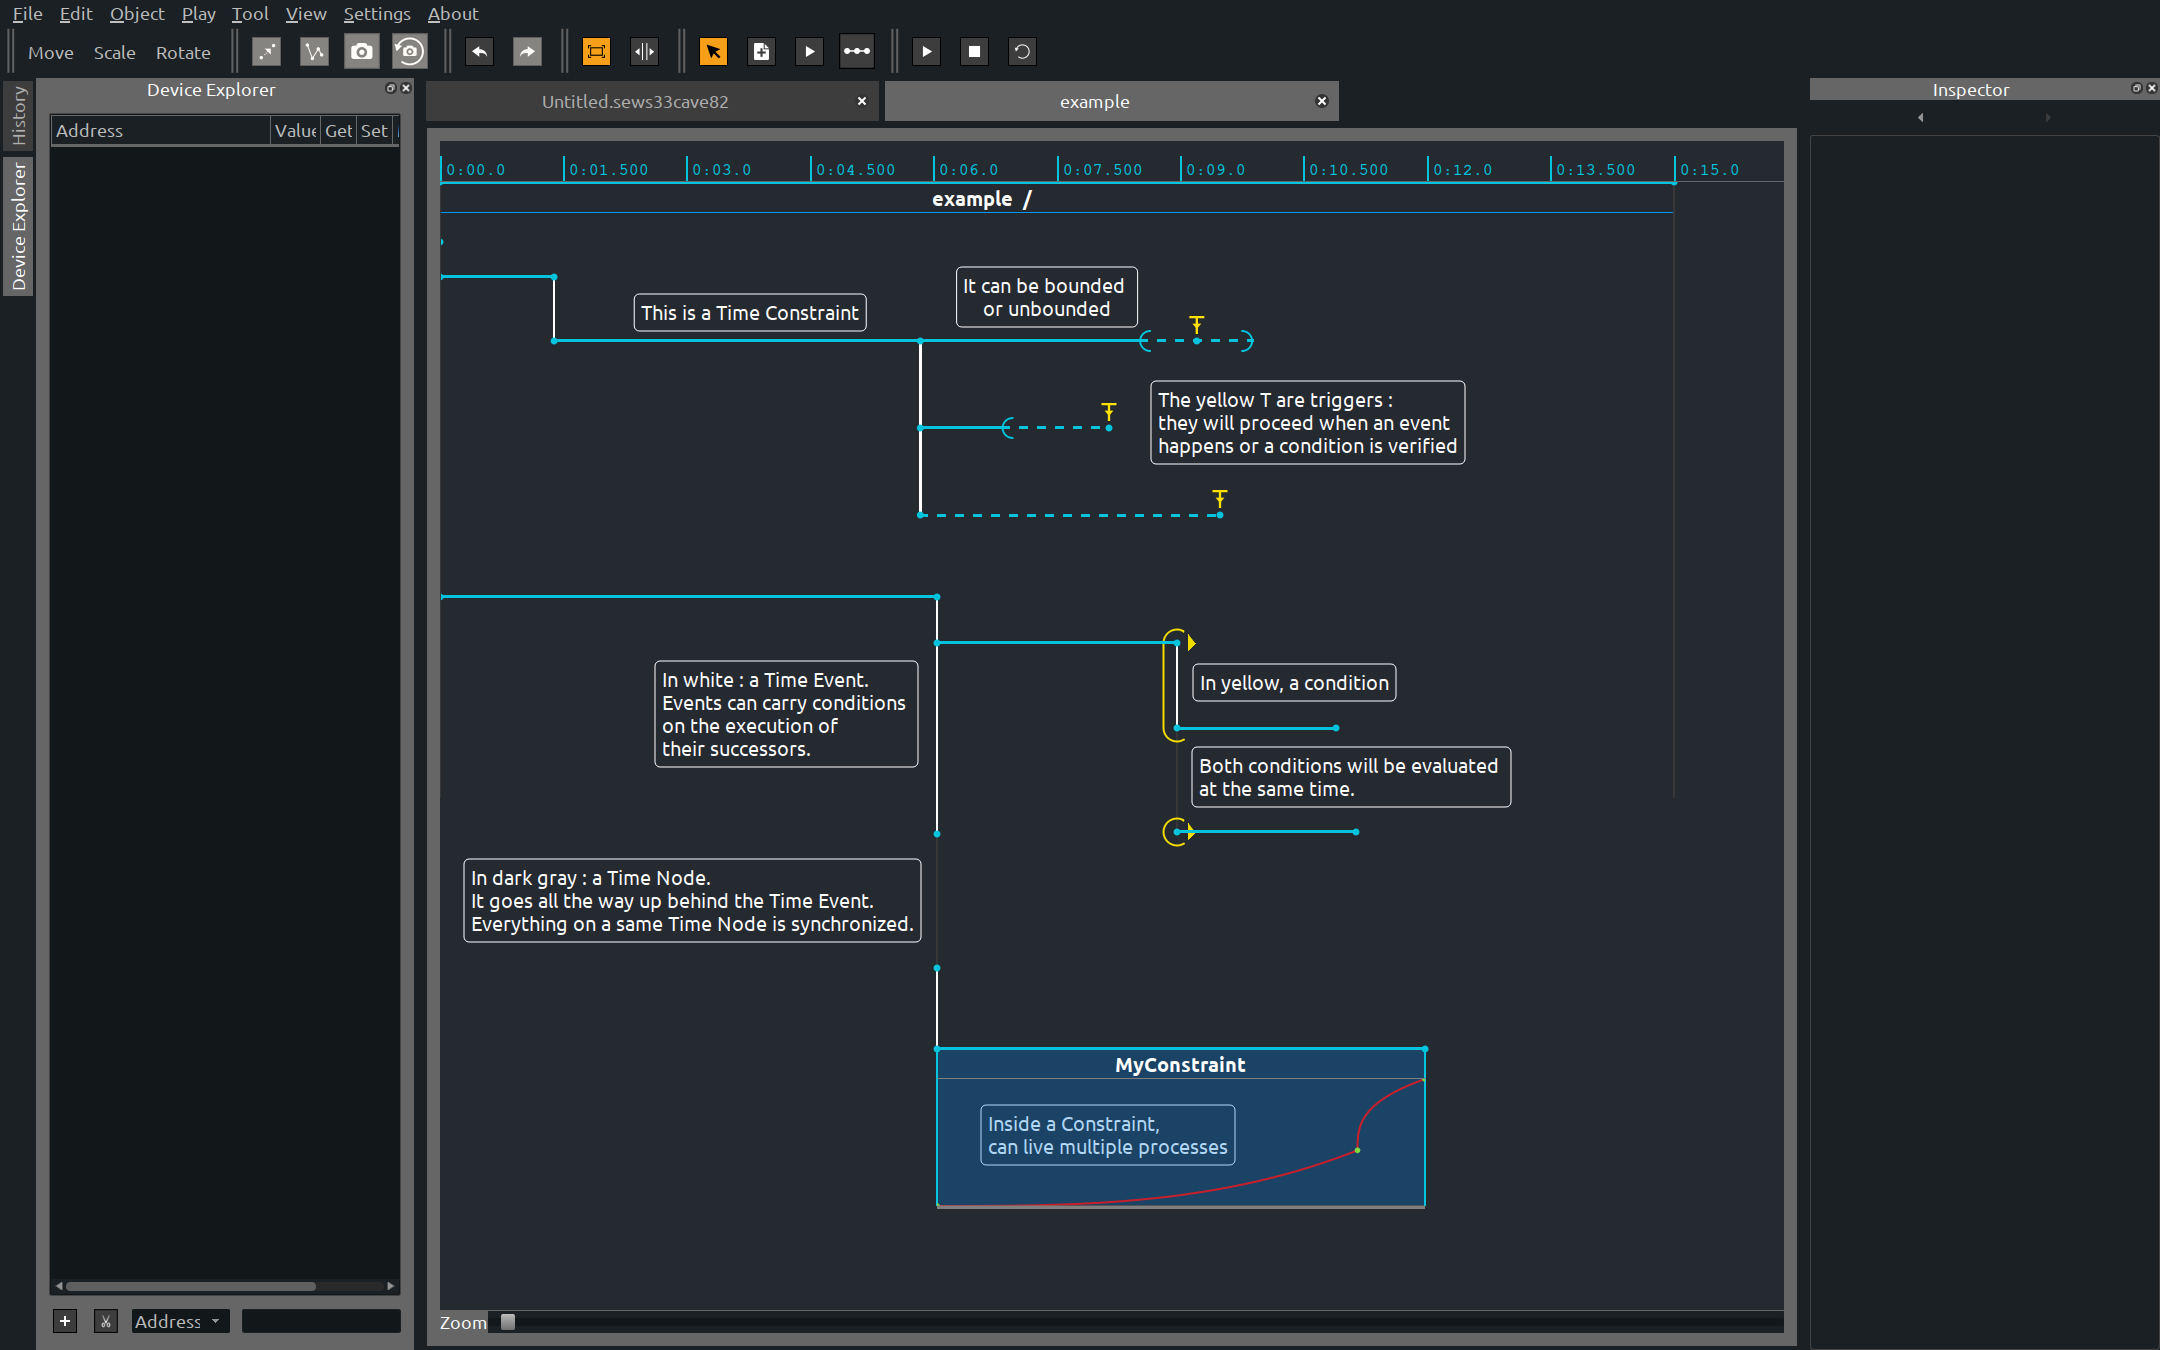 File Edit Object Play Tool View Settings About
Move Scale Rotate
History
Device Explorer
Device Explorer
Address Value Get Set
Address
Untitled.sews33cave82
example
Inspector
0:00.0 0:01.500 0:03.0 0:04.500 0:06.0 0:07.500 0:09.0 0:10.500 0:12.0 0:13.500 0:15.0
example /
This is a Time Constraint
It can be bounded
or unbounded
The yellow T are triggers :
they will proceed when an event
happens or a condition is verified
In white : a Time Event.
Events can carry conditions
on the execution of
their successors.
In yellow, a condition
Both conditions will be evaluated
at the same time.
In dark gray : a Time Node.
It goes all the way up behind the Time Event.
Everything on a same Time Node is synchronized.
MyConstraint
Inside a Constraint,
can live multiple processes
Zoom